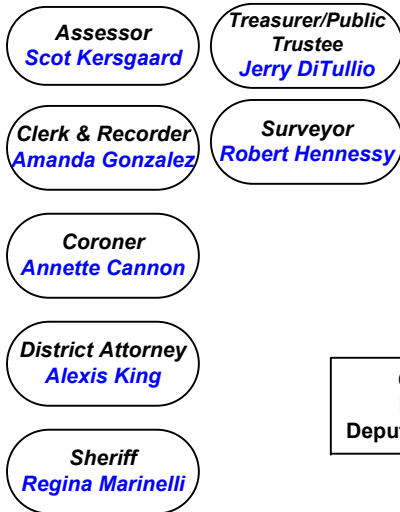 Assessor
Scot Kersgaard
Treasurer/Public
Trustee
Jerry DiTullio
Clerk & Recorder
Amanda Gonzalez
Surveyor
Robert Hennessy
Coroner
Annette Cannon
District Attorney
Alexis King
Sheriff
Regina Marinelli